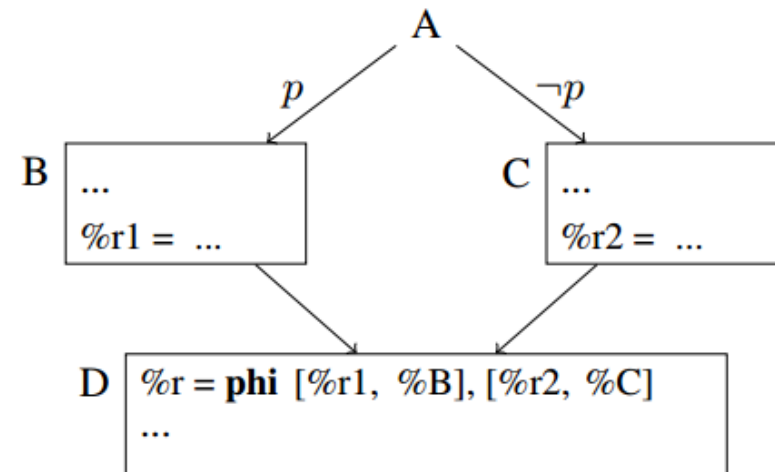 A
p
¬p
B
...
%r1 = ...
C
...
%r2 = ...
D
%r = phi [%r1, %B], [%r2, %C]
...